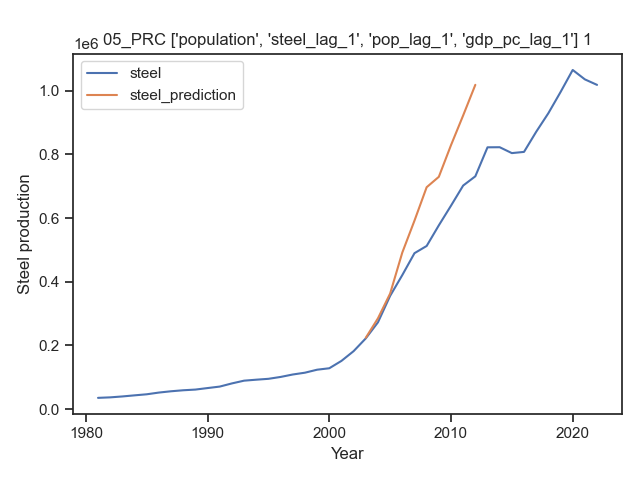 05_PRC ['population', 'steel_lag_1', 'pop_lag_1', 'gdp_pc_lag_1'] 1
1e6
steel
steel_prediction
1.0
0.8
0.6
0.4
0.2
0.0
Steel production
1980 1990 2000 2010 2020
Year